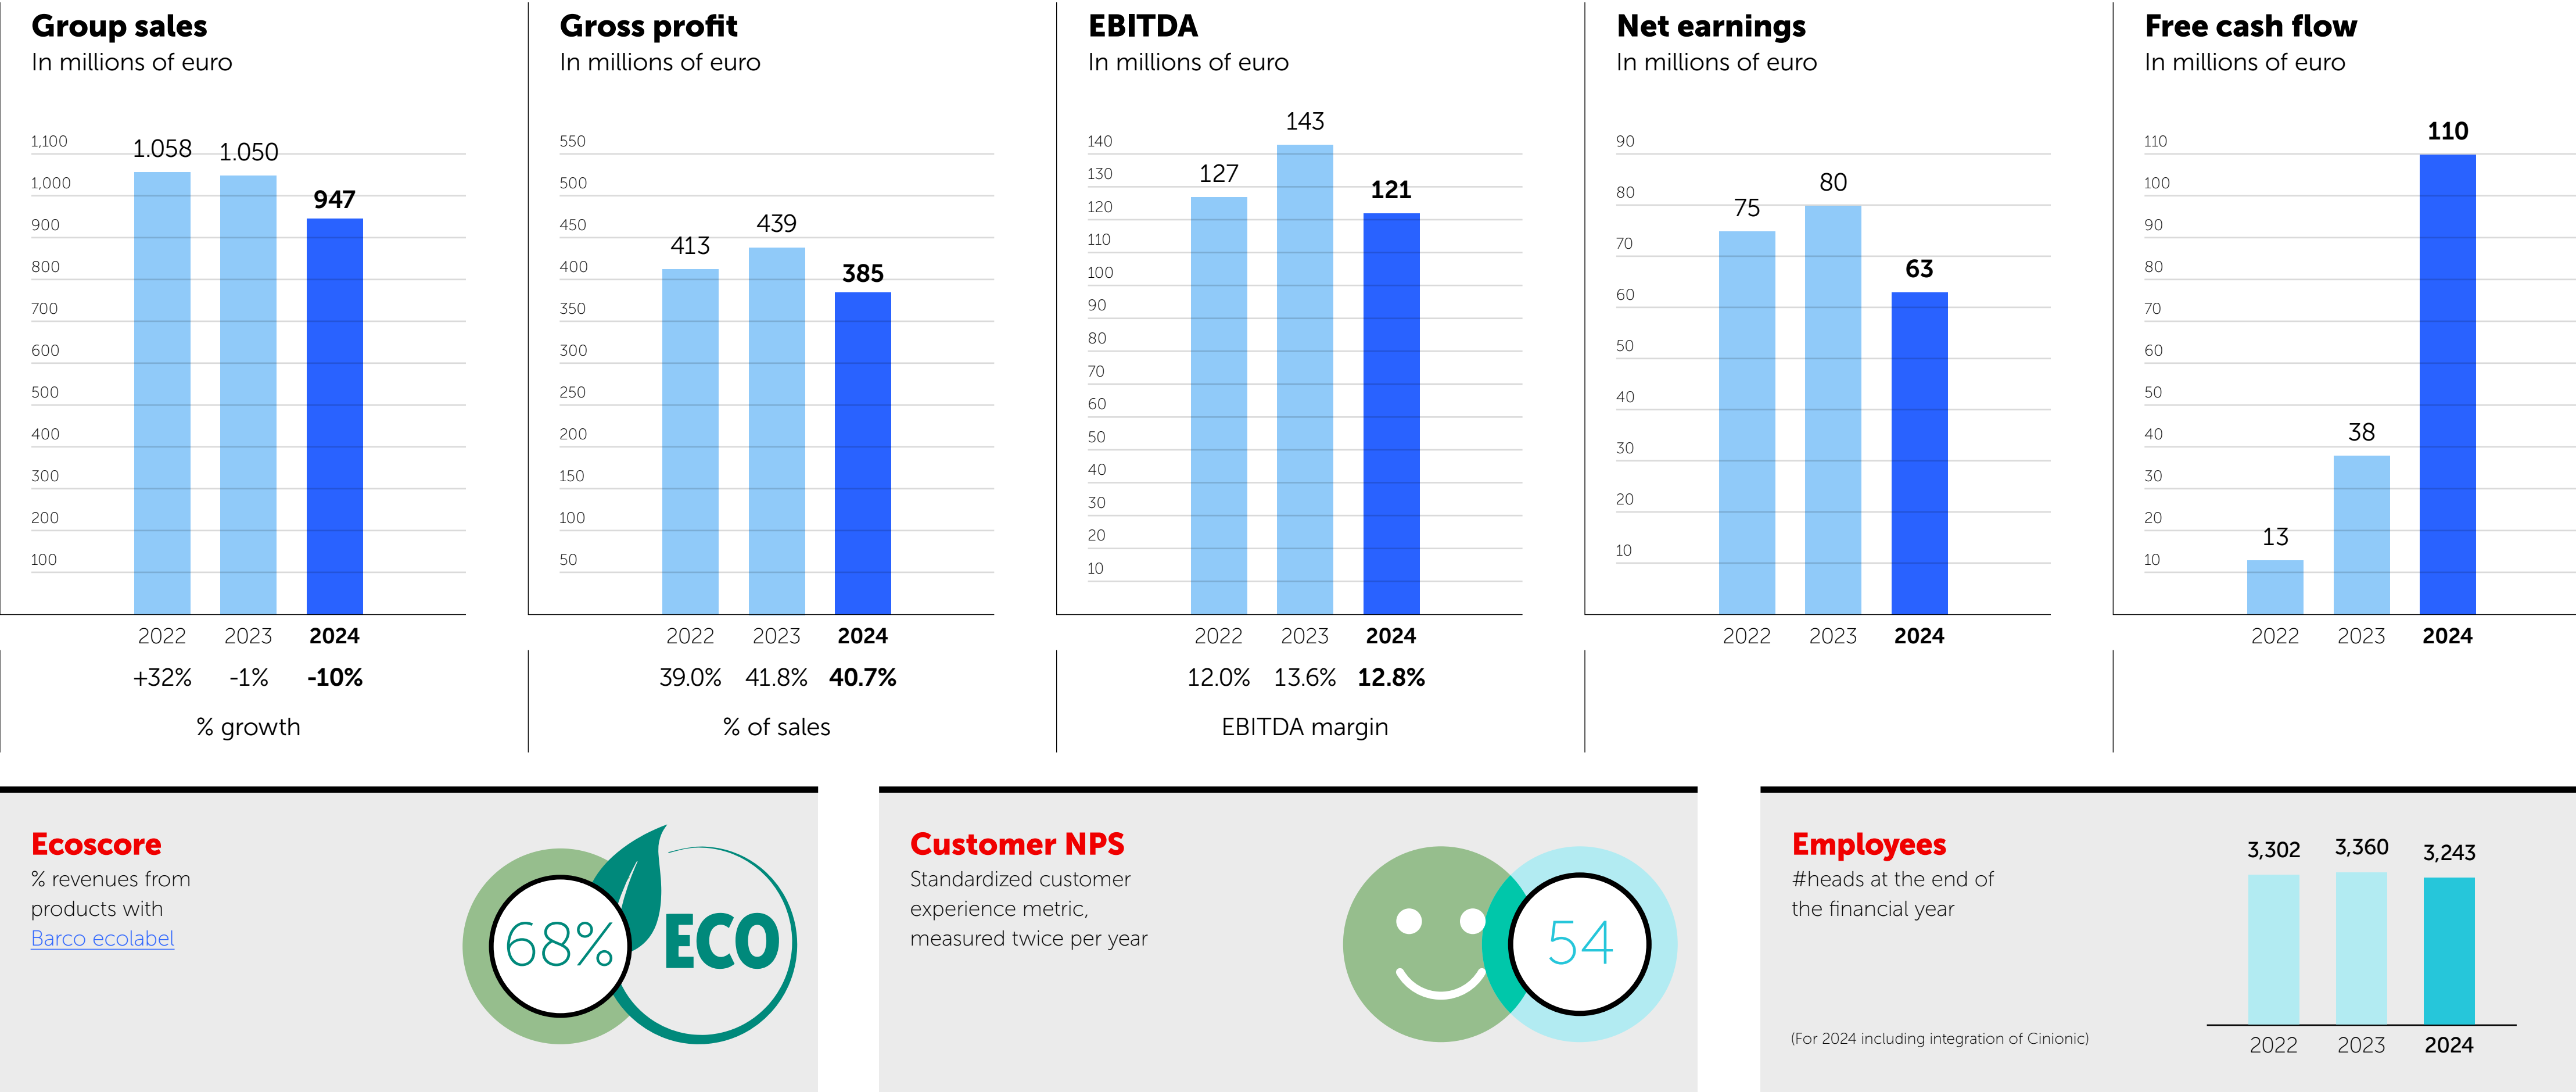 Group sales
In millions of euro
1,100
1,000
900
800
700
600
500
400
300
200
100
1.058
1.050
947
2022 2023 2024
+32% -1% -10%
% growth
Gross profit
In millions of euro
550
500
450
400
350
300
250
200
150
100
50
413
439
385
2022 2023 2024
39.0% 41.8% 40.7%
% of sales
EBITDA
In millions of euro
140
130
120
110
100
90
80
70
60
50
40
30
20
10
127
143
121
2022 2023 2024
12.0% 13.6% 12.8%
EBITDA margin
Net earnings
In millions of euro
90
80
70
60
50
40
30
20
10
75
80
63
2022 2023 2024
Free cash flow
In millions of euro
110
100
90
80
70
60
50
40
30
20
10
13
38
110
2022 2023 2024
Ecoscore
% revenues from
products with
Barco ecolabel
68%
ECO
Customer NPS
Standardized customer
experience metric,
measured twice per year
54
Employees
#heads at the end of
the financial year
(For 2024 including integration of Cinionic)
3,302 3,360 3,243
2022 2023 2024